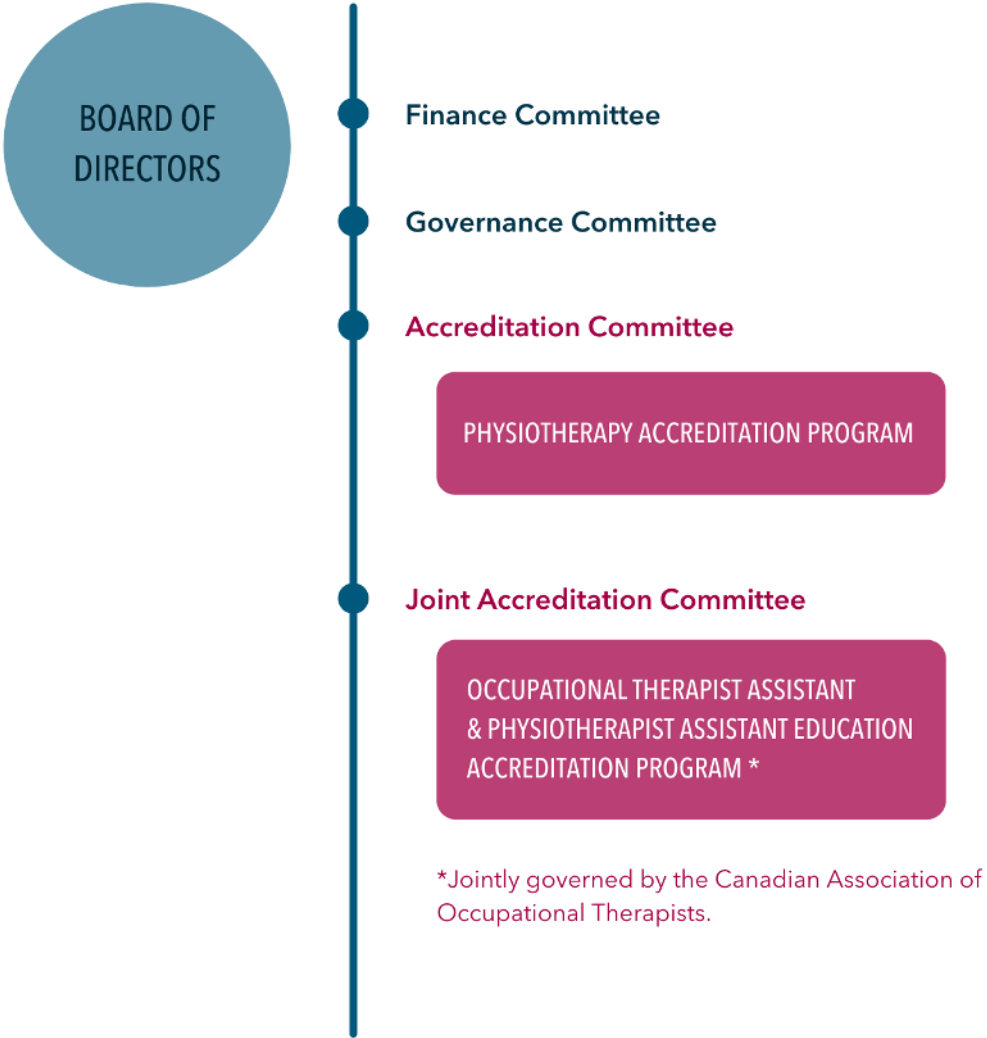 BOARD OF
DIRECTORS
Finance Committee
Governance Committee
Accreditation Committee
PHYSIOTHERAPY ACCREDITATION PROGRAM
Joint Accreditation Committee
OCCUPATIONAL THERAPIST ASSISTANT
& PHYSIOTHERAPIST ASSISTANT EDUCATION
ACCREDITATION PROGRAM *
*Jointly governed by the Canadian Association of
Occupational Therapists.